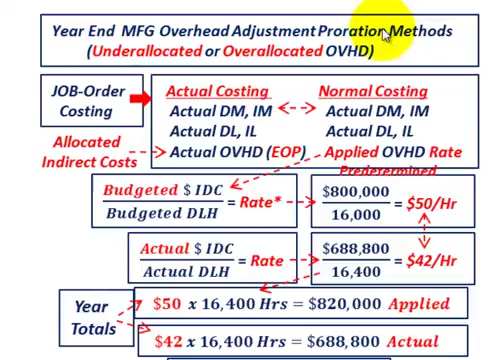 Year End MFG Overhead Adjustment Proration Methods
(Underallocated or Overallocated OVHD)
JOB-Order
Costing
Allocated
Indirect Costs
Actual Costing
Normal Costing
Actual DM, IM
Actual DM, IM
Actual DL, IL
Actual DL, IL
Actual OVHD (EOP)
Applied OVHD Rate
Predetermined
Budgeted $ IDC
Budgeted DLH
= Rate*
$800,000
16,000
= $50/Hr
Actual $ IDC
Actual DLH
= Rate
$688,800
16,400
= $42/Hr
Year
Totals
$50 x 16,400 Hrs = $820,000 Applied
$42 x 16,400 Hrs = $688,800 Actual